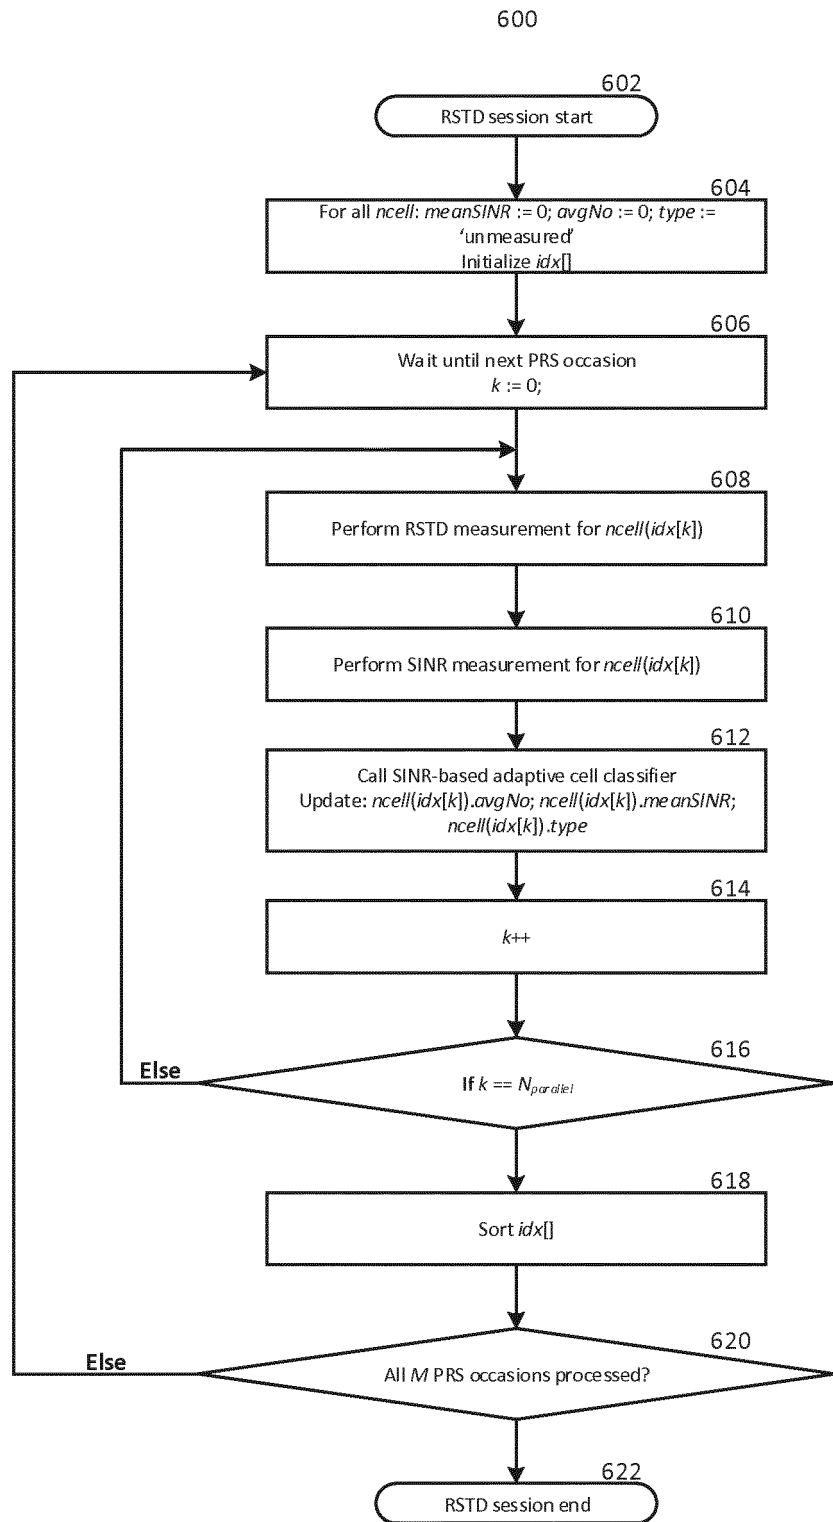 600
602
RSTD session start
604
For all ncell: meanSINR := 0; avgNo := 0; type :=
‘unmeasured’
Initialize idx[]
606
Wait until next PRS occasion
k := 0;
608
Perform RSTD measurement for ncell(idx[k])
610
Perform SINR measurement for ncell(idx[k])
612
Call SINR-based adaptive cell classifier
Update: ncell(idx[k]).avgNo; ncell(idx[k]).meanSINR;
ncell(idx[k]).type
614
k++
616
Else
If k == Nparallel
618
Sort idx[]
620
Else
All M PRS occasions processed?
622
RSTD session end